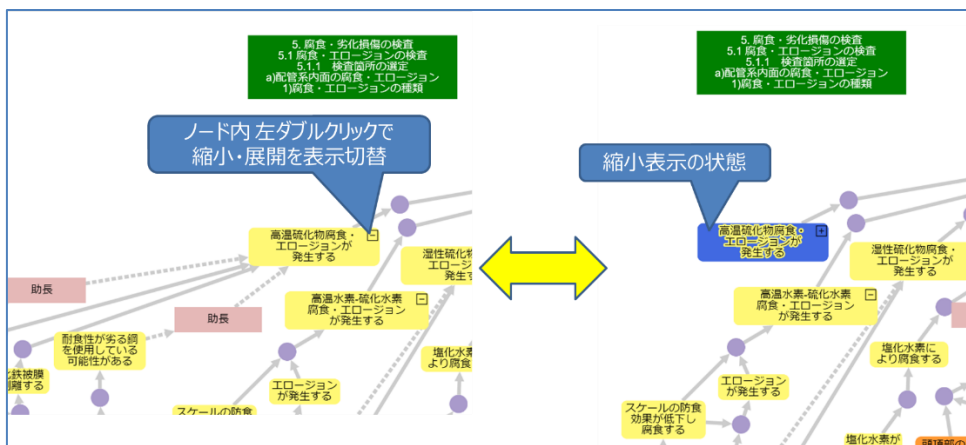 5. 腐食・劣化損傷の検査
5.1 腐食・エロージョンの検査
5.1.1 検査箇所の選定
a)配管系内面の腐食・エロージョン
1)腐食・エロージョンの種類
ノード内 左ダブルクリックで
縮小・展開を表示切替
高温硫化物腐食・
エロージョンが
発生する
湿性硫化物
エロージ
発生す
助長
助長
高温水素-硫化水素
腐食・エロージョン
が発生する
耐食性が劣る鋼
を使用している
可能性がある
化鉄被膜
離する
塩化水素
より腐食
エロージョン
が発生する
スケールの防食
5. 腐食・劣化損傷の検査
5.1 腐食・エロージョンの検査
5.1.1 検査箇所の選定
a)配管系内面の腐食・エロージョン
1)腐食・エロージョンの種類
縮小表示の状態
高温硫化物腐食・
エロージョンが
発生する
湿性硫化物腐食・
エロージョンが
発生する
高温水素-硫化水素
腐食・エロージョン
が発生する
塩化水素に
より腐食する
エロージョン
が発生する
スケールの防食
効果が低下し
腐食する
塩化水素が
頭頂部の